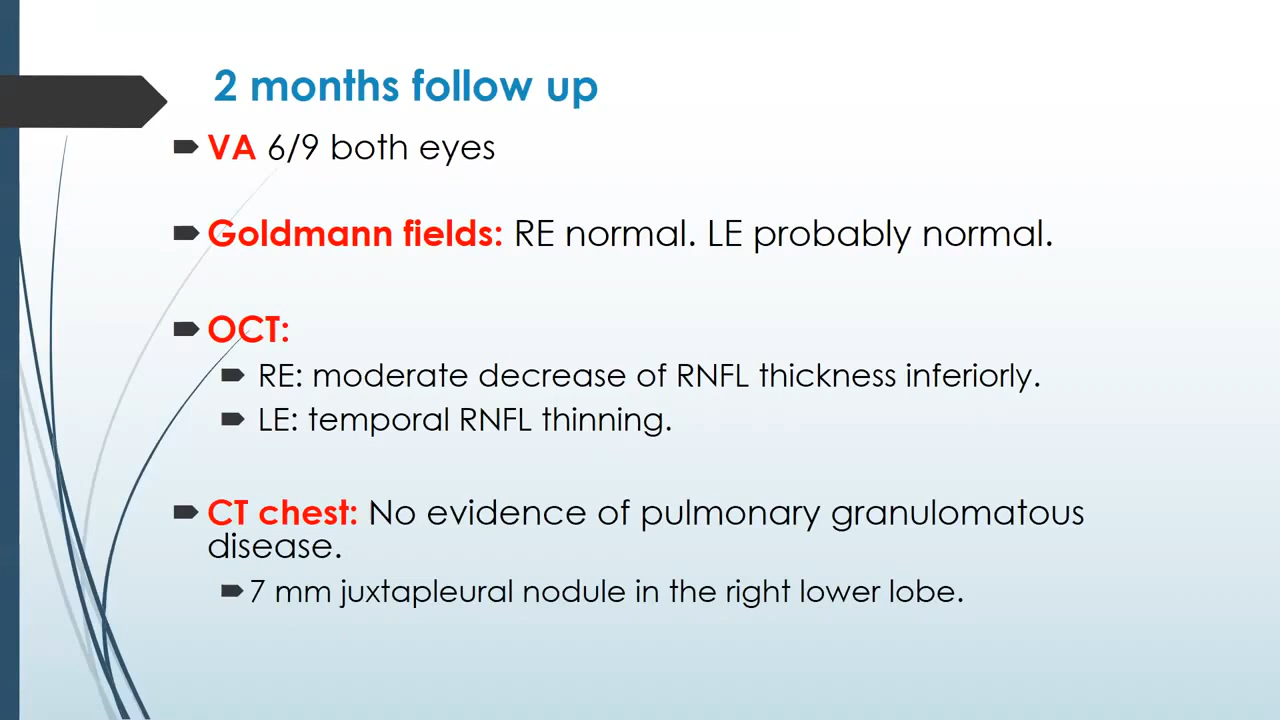 2 months follow up
VA 6/9 both eyes
Goldmann fields: RE normal. LE probably normal.
OCT:
RE: moderate decrease of RNFL thickness inferiorly.
LE: temporal RNFL thinning.
CT chest: No evidence of pulmonary granulomatous
disease.
7 mm juxtapleural nodule in the right lower lobe.